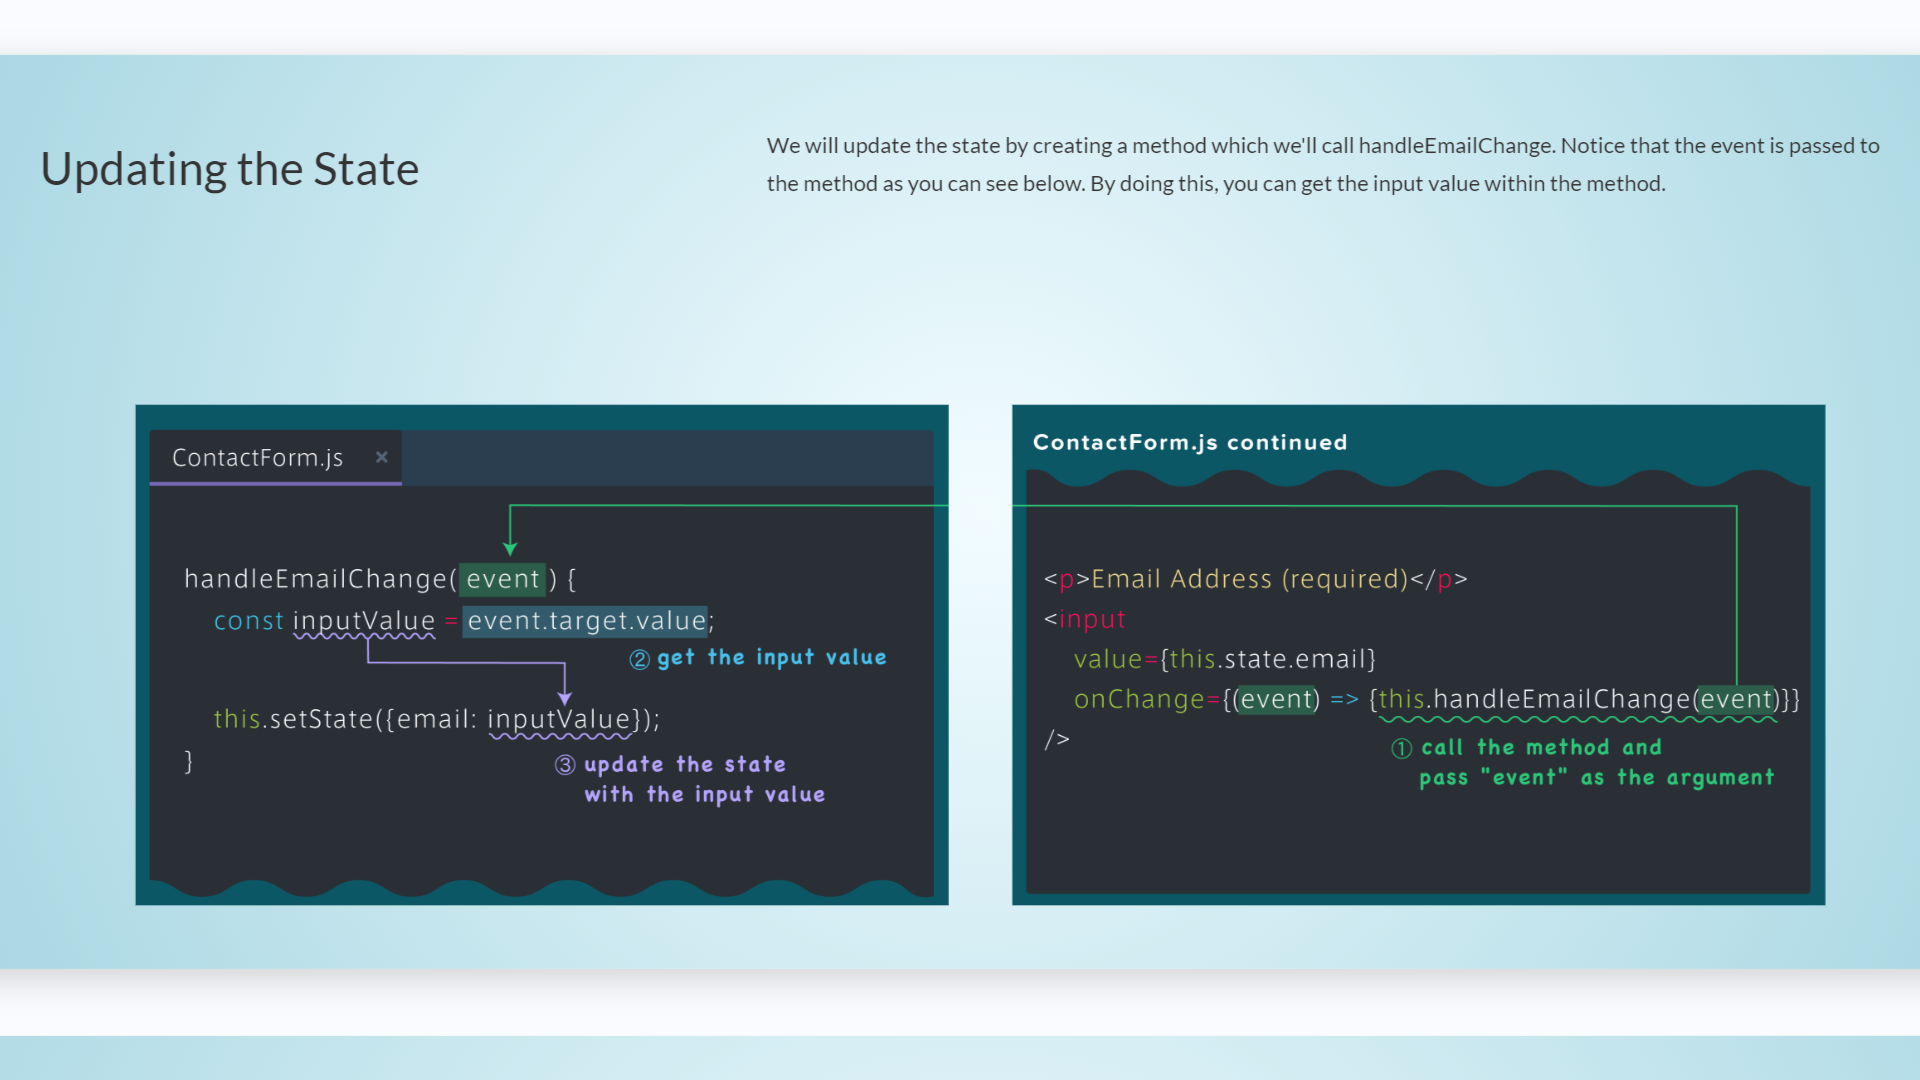 Updating the State
We will update the state by creating a method which we'll call handleEmailChange. Notice that the event is passed to
the method as you can see below. By doing this, you can get the input value within the method.
ContactForm.js ×
handleEmailChange( event ) {
const inputValue = event.target.value;
② get the input value
this.setState({email: inputValue});
}
③ update the state
with the input value
ContactForm.js continued
<p>Email Address (required)</p>
<input
value={this.state.email}
onChange={(event) => {this.handleEmailChange(event)}}
/>
① call the method and
pass "event" as the argument